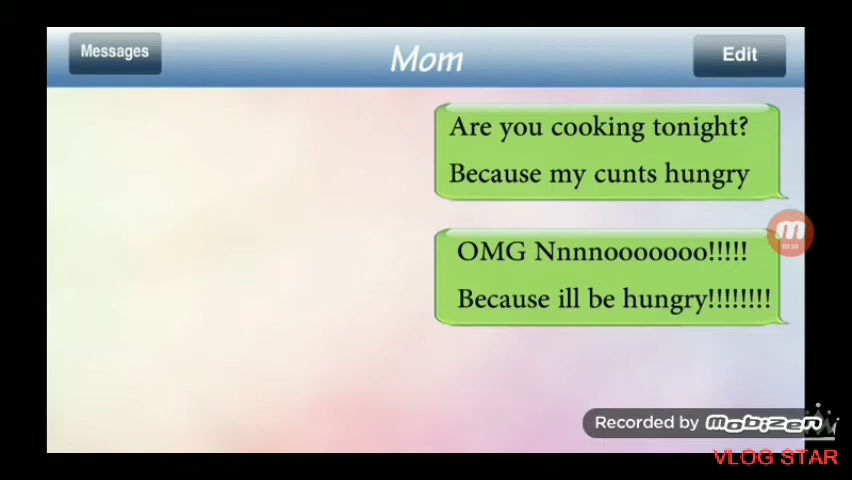 Messages
Mom
Edit
Are you cooking tonight?
Because my cunts hungry
OMG Nnnnooooooo!!!!!
Because ill be hungry!!!!!!!!
Recorded by mobizen
VLOG STAR